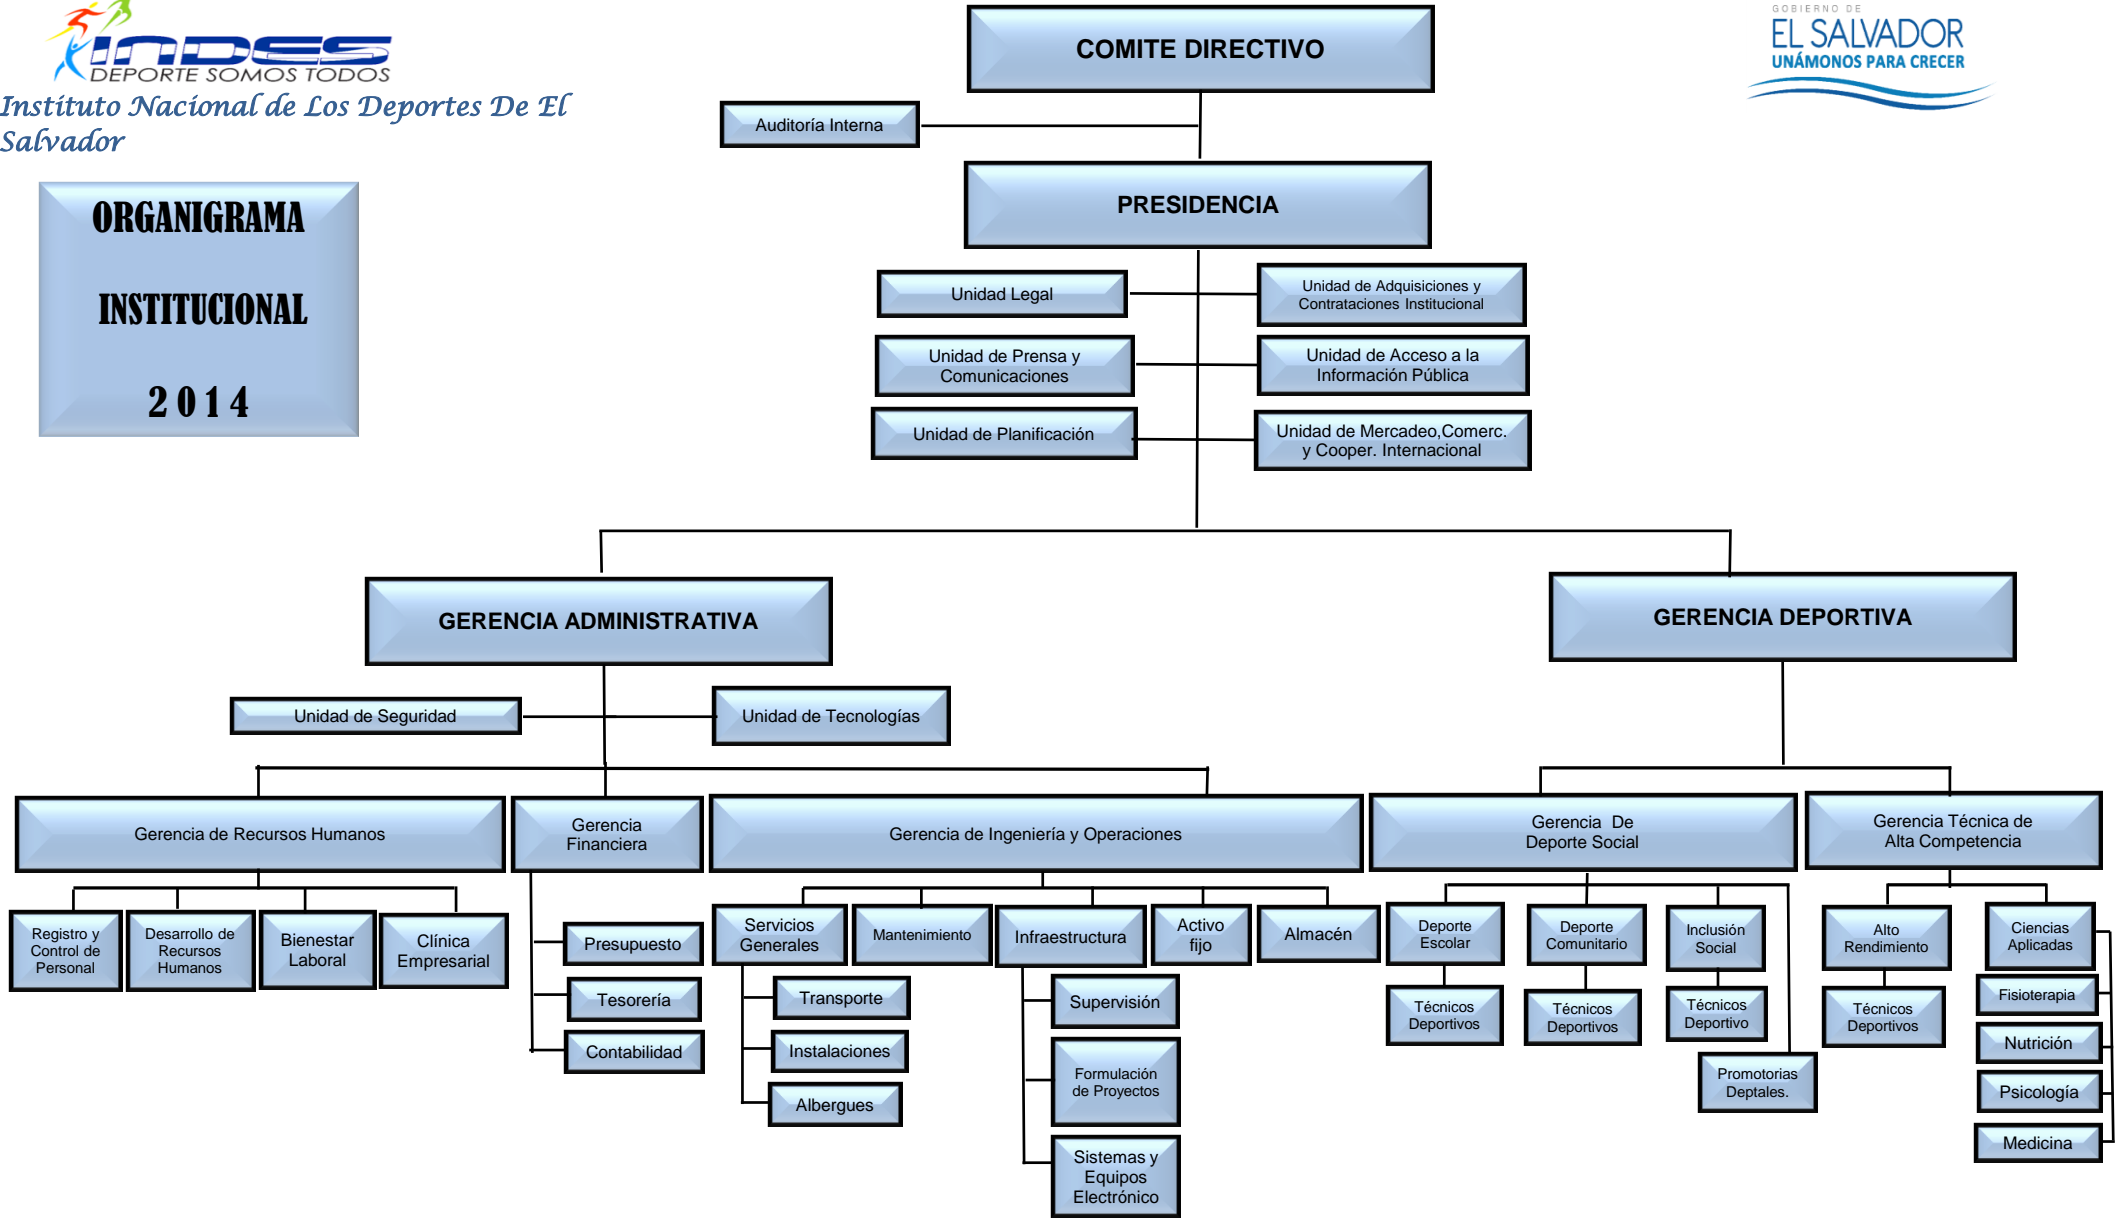 INDES
DEPORTE SOMOS TODOS
Instituto Nacional de Los Deportes De El
Salvador
GOBIERNO DE
EL SALVADOR
UNÁMONOS PARA CRECER
ORGANIGRAMA
INSTITUCIONAL
2014
COMITE DIRECTIVO
Auditoría Interna
PRESIDENCIA
Unidad Legal
Unidad de Adquisiciones y
Contrataciones Institucional
Unidad de Prensa y
Comunicaciones
Unidad de Acceso a la
Información Pública
Unidad de Planificación
Unidad de Mercadeo,Comerc.
y Cooper. Internacional
GERENCIA ADMINISTRATIVA
GERENCIA DEPORTIVA
Unidad de Seguridad
Unidad de Tecnologías
Gerencia de Recursos Humanos
Gerencia
Financiera
Gerencia de Ingeniería y Operaciones
Gerencia De
Deporte Social
Gerencia Técnica de
Alta Competencia
Registro y
Control de
Personal
Desarrollo de
Recursos
Humanos
Bienestar
Laboral
Clínica
Empresarial
Presupuesto
Tesorería
Contabilidad
Servicios
Generales
Mantenimiento
Infraestructura
Activo
fijo
Almacén
Transporte
Instalaciones
Albergues
Supervisión
Formulación
de Proyectos
Sistemas y
Equipos
Electrónico
Deporte
Escolar
Deporte
Comunitario
Inclusión
Social
Técnicos
Deportivos
Técnicos
Deportivos
Técnicos
Deportivo
Promotorias
Deptales.
Alto
Rendimiento
Ciencias
Aplicadas
Técnicos
Deportivos
Fisioterapia
Nutrición
Psicología
Medicina